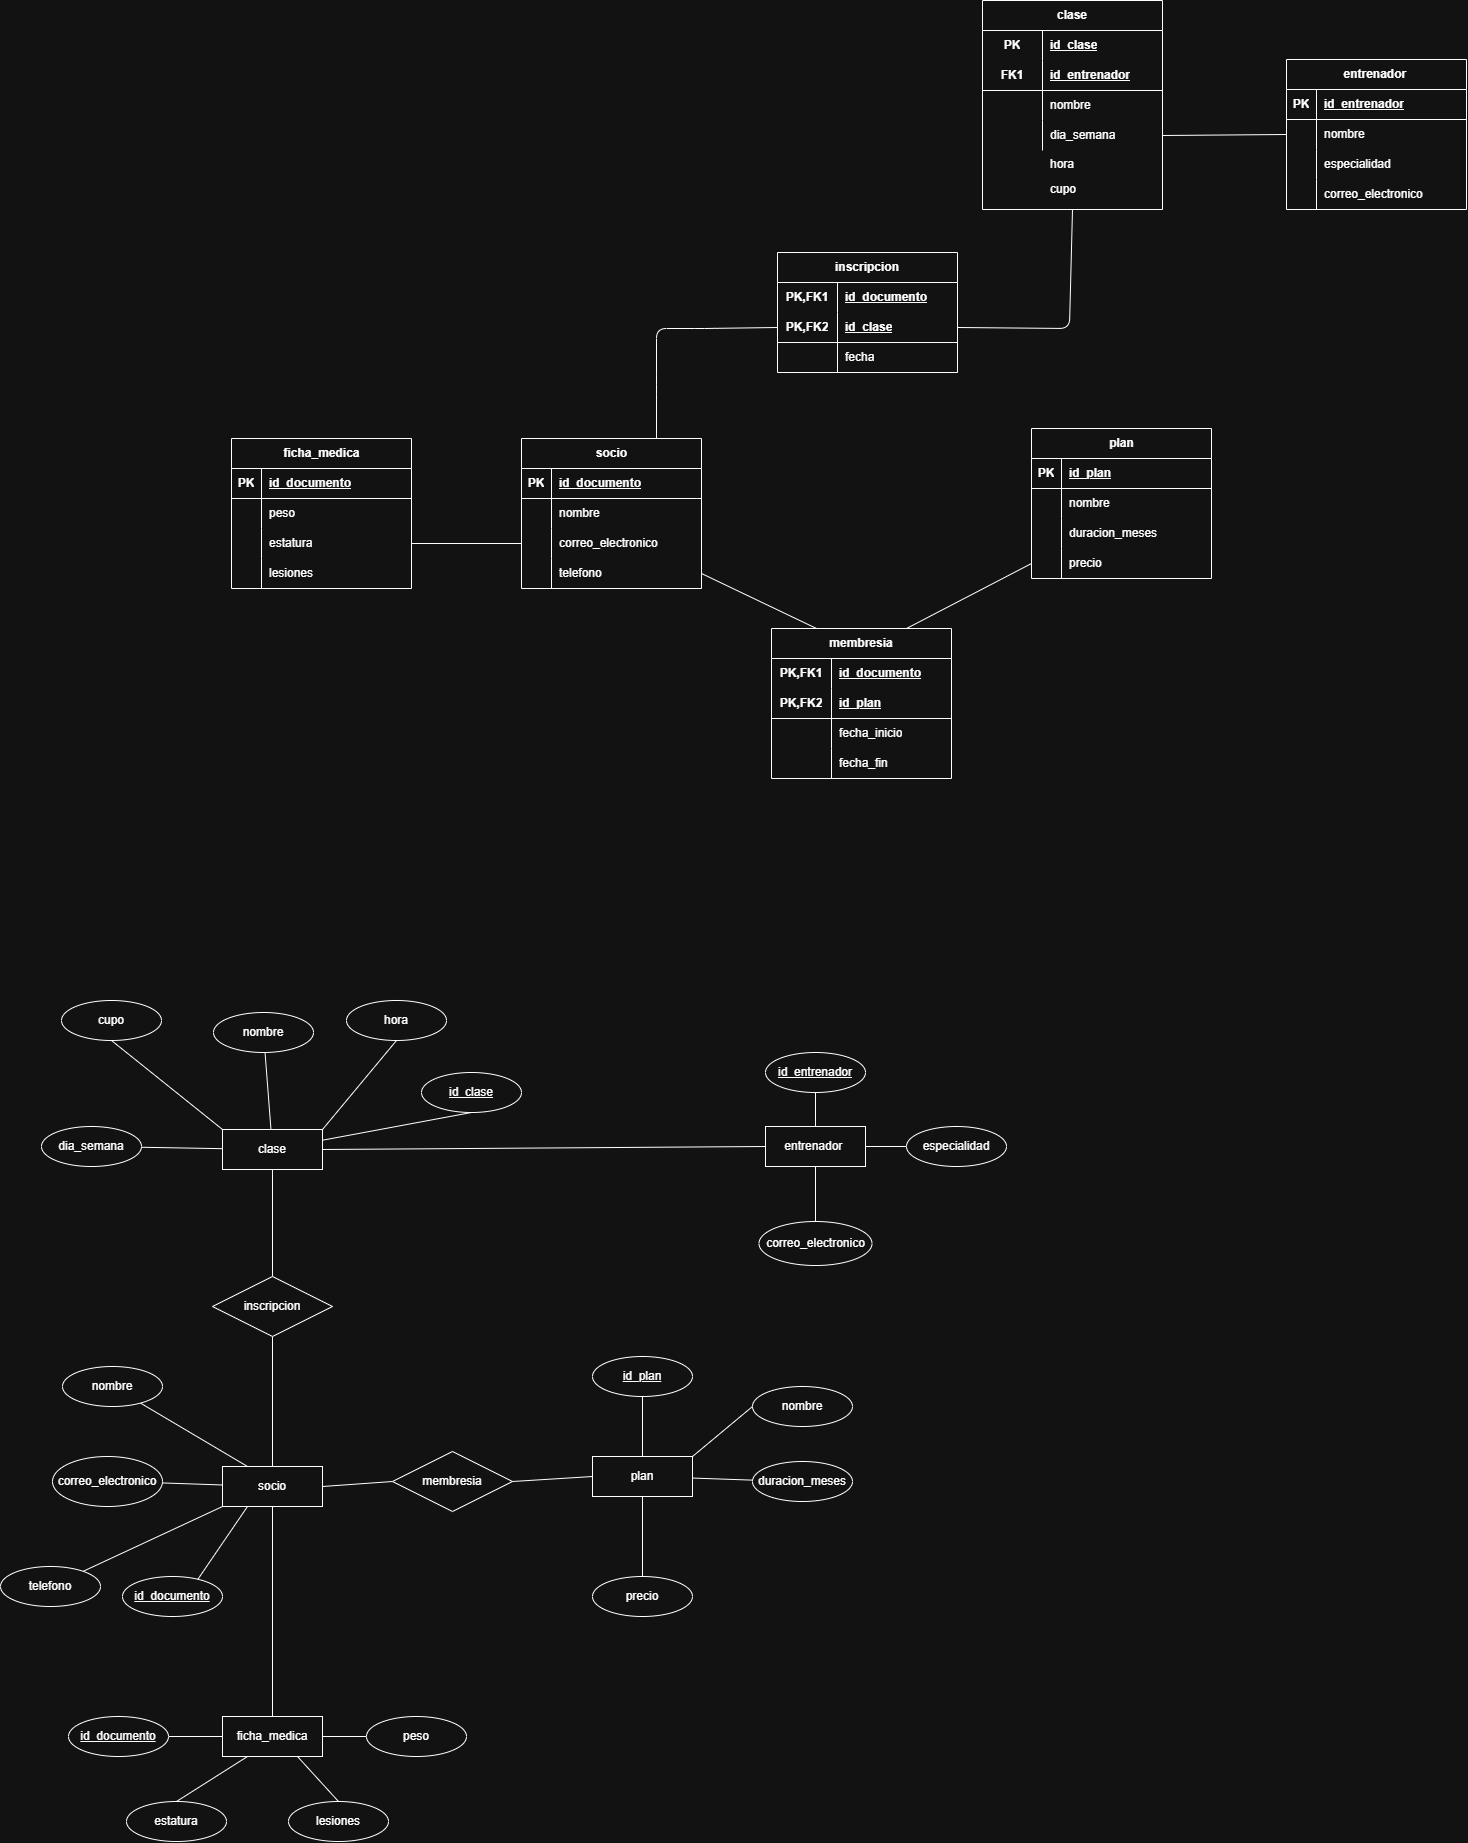 clase
PK id_clase
FK1 id_entrenador
nombre
dia_semana
hora
cupo
entrenador
PK id_entrenador
nombre
especialidad
correo_electronico
inscripcion
PK,FK1 id_documento
PK,FK2 id_clase
fecha
ficha_medica
PK id_documento
peso
estatura
lesiones
socio
PK id_documento
nombre
correo_electronico
telefono
plan
PK id_plan
nombre
duracion_meses
precio
membresia
PK,FK1 id_documento
PK,FK2 id_plan
fecha_inicio
fecha_fin
cupo
nombre
hora
id_clase
dia_semana
clase
id_entrenador
entrenador
especialidad
correo_electronico
inscripcion
nombre
correo_electronico
socio
telefono
id_documento
membresia
id_plan
nombre
plan
duracion_meses
precio
id_documento
ficha_medica
peso
estatura
lesiones